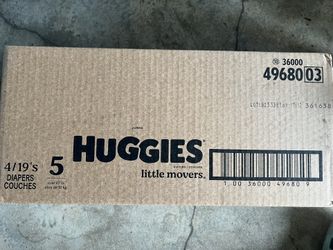 36000
49680 03
HUGGIES
little movers.
4/19's
DIAPERS
COUCHES
5
1 00 36000 49680 9